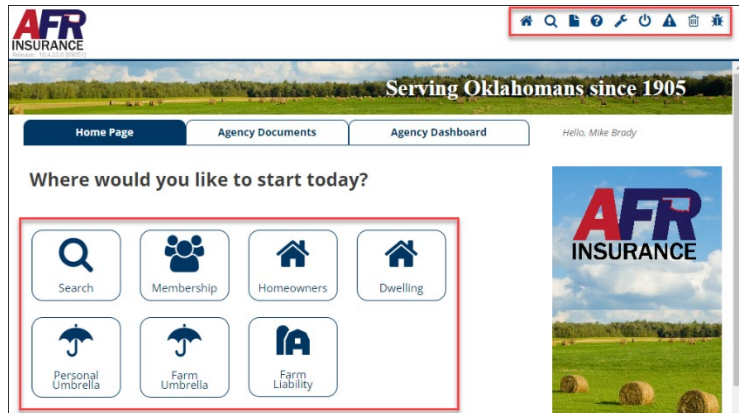 AFR
INSURANCE
Serving Oklahomans since 1905
Home Page
Agency Documents
Agency Dashboard
Hello, Mike Brady
Where would you like to start today?
AFR
INSURANCE
Search
Membership
Homeowners
Dwelling
Personal
Umbrella
Farm
Umbrella
Farm
Liability